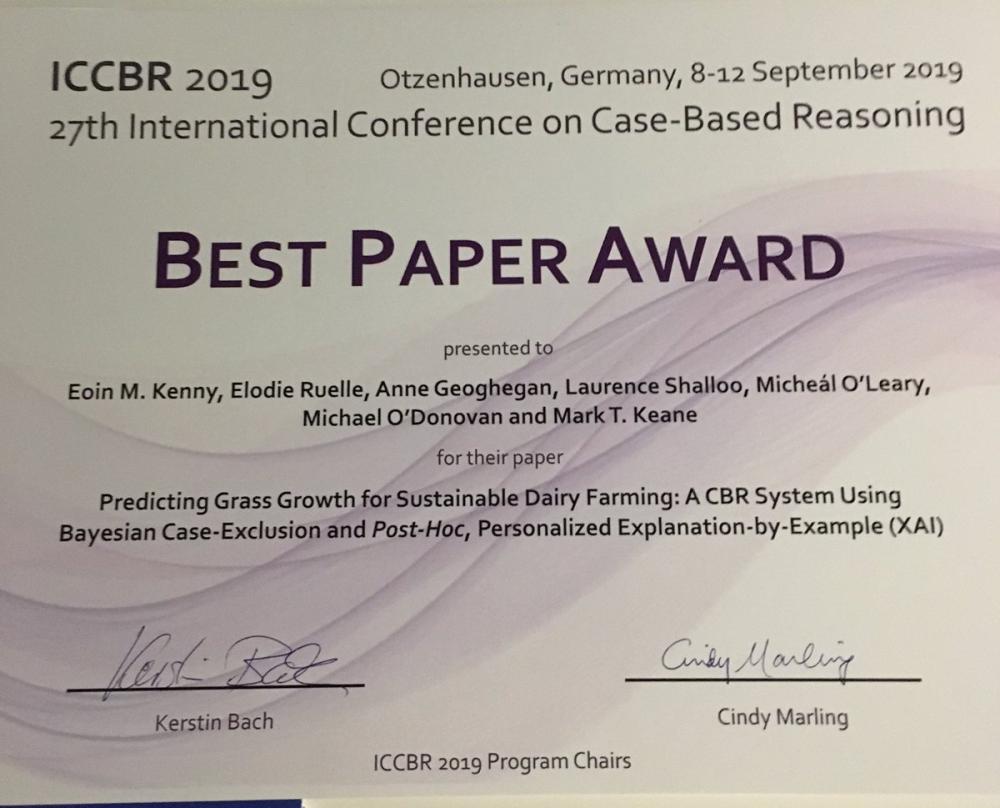 ICCBR 2019 Otzenhausen, Germany, 8-12 September 2019
27th International Conference on Case-Based Reasoning
BEST PAPER AWARD
presented to
Eoin M. Kenny, Elodie Ruelle, Anne Geoghegan, Laurence Shalloo, Micheál O'Leary,
Michael O'Donovan and Mark T. Keane
for their paper
Predicting Grass Growth for Sustainable Dairy Farming: A CBR System Using
Bayesian Case-Exclusion and Post-Hoc, Personalized Explanation-by-Example (XAI)
Kerstin Bach Cindy Marling
Kerstin Bach Cindy Marling
ICCBR 2019 Program Chairs